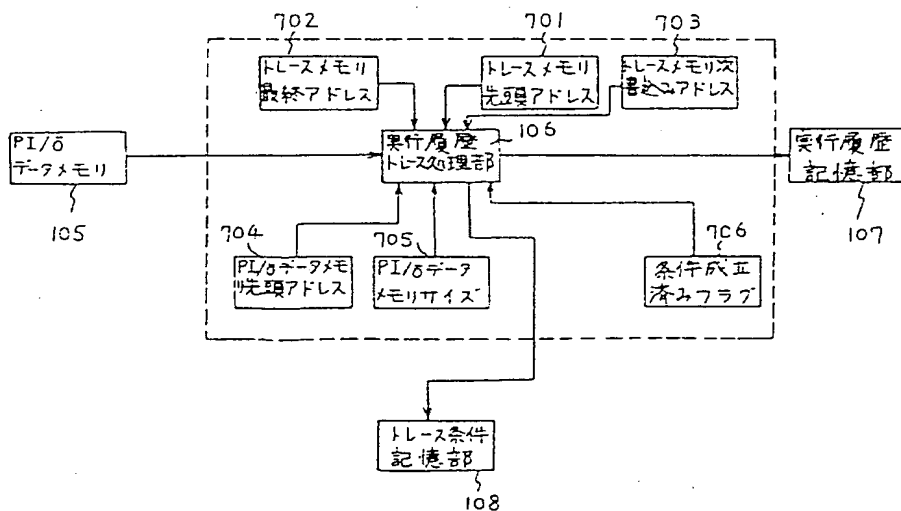 702
701
703
トレースメモリ
最終アドレス
トレースメモリ
先頭アドレス
トレースメモリ次
書込みアドレス
106
実行履歴
トレース処理部
PI/O
データメモリ
105
実行履歴
記憶部
107
704
PI/Oデータメモ
リ先頭アドレス
705
PI/Oデータ
メモリサイズ
706
条件成立
済みフラグ
トレース条件
記憶部
108